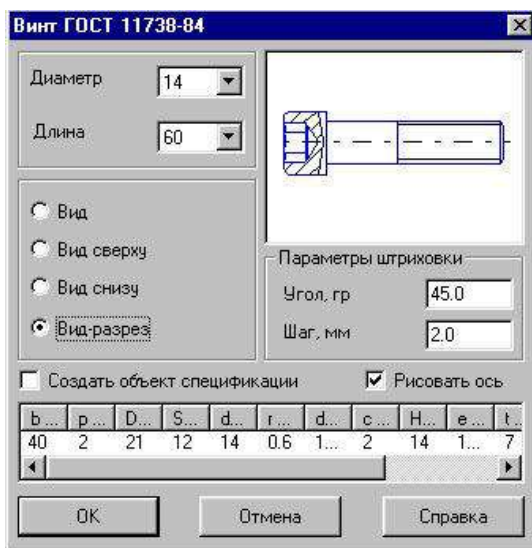 Винт ГОСТ 11738-84
Диаметр 14
Длина 60
Вид
Вид сверху
Вид снизу
Вид-разрез
Параметры штриховки
Угол, гр 45.0
Шаг, мм 2.0
Создать объект спецификации Рисовать ось
b ... p ... D... S... d... r ... d... c ... H... e ... t .
40 2 21 12 14 0.6 1... 2 14 1... 7
OK Отмена Справка